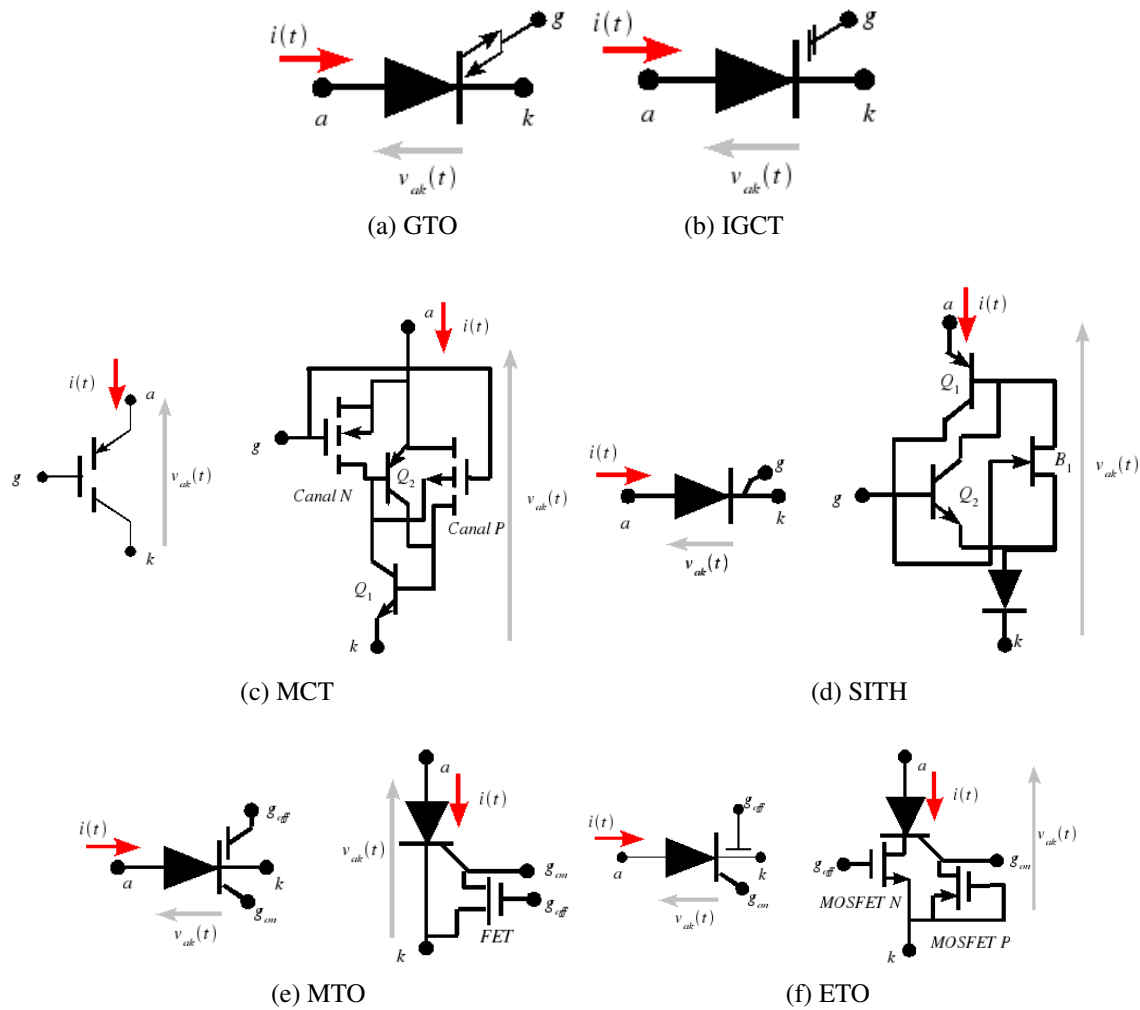 i(t)
g
a
k
v_ak(t)
(a) GTO
i(t)
g
a
k
v_ak(t)
(b) IGCT
i(t)
a
g
v_ak(t)
k
a
i(t)
g
Q_2
Canal N
Canal P
v_ak(t)
Q_1
k
(c) MCT
i(t)
g
a
k
v_ak(t)
a
i(t)
Q_1
B_1
v_ak(t)
g
Q_2
k
(d) SITH
g_off
i(t)
a
k
g_on
v_ak(t)
a
i(t)
v_ak(t)
g_on
g_off
FET
k
(e) MTO
g_off
i(t)
a
k
g_on
v_ak(t)
a
i(t)
v_ak(t)
g_on
g_off
MOSFET N
MOSFET P
k
(f) ETO